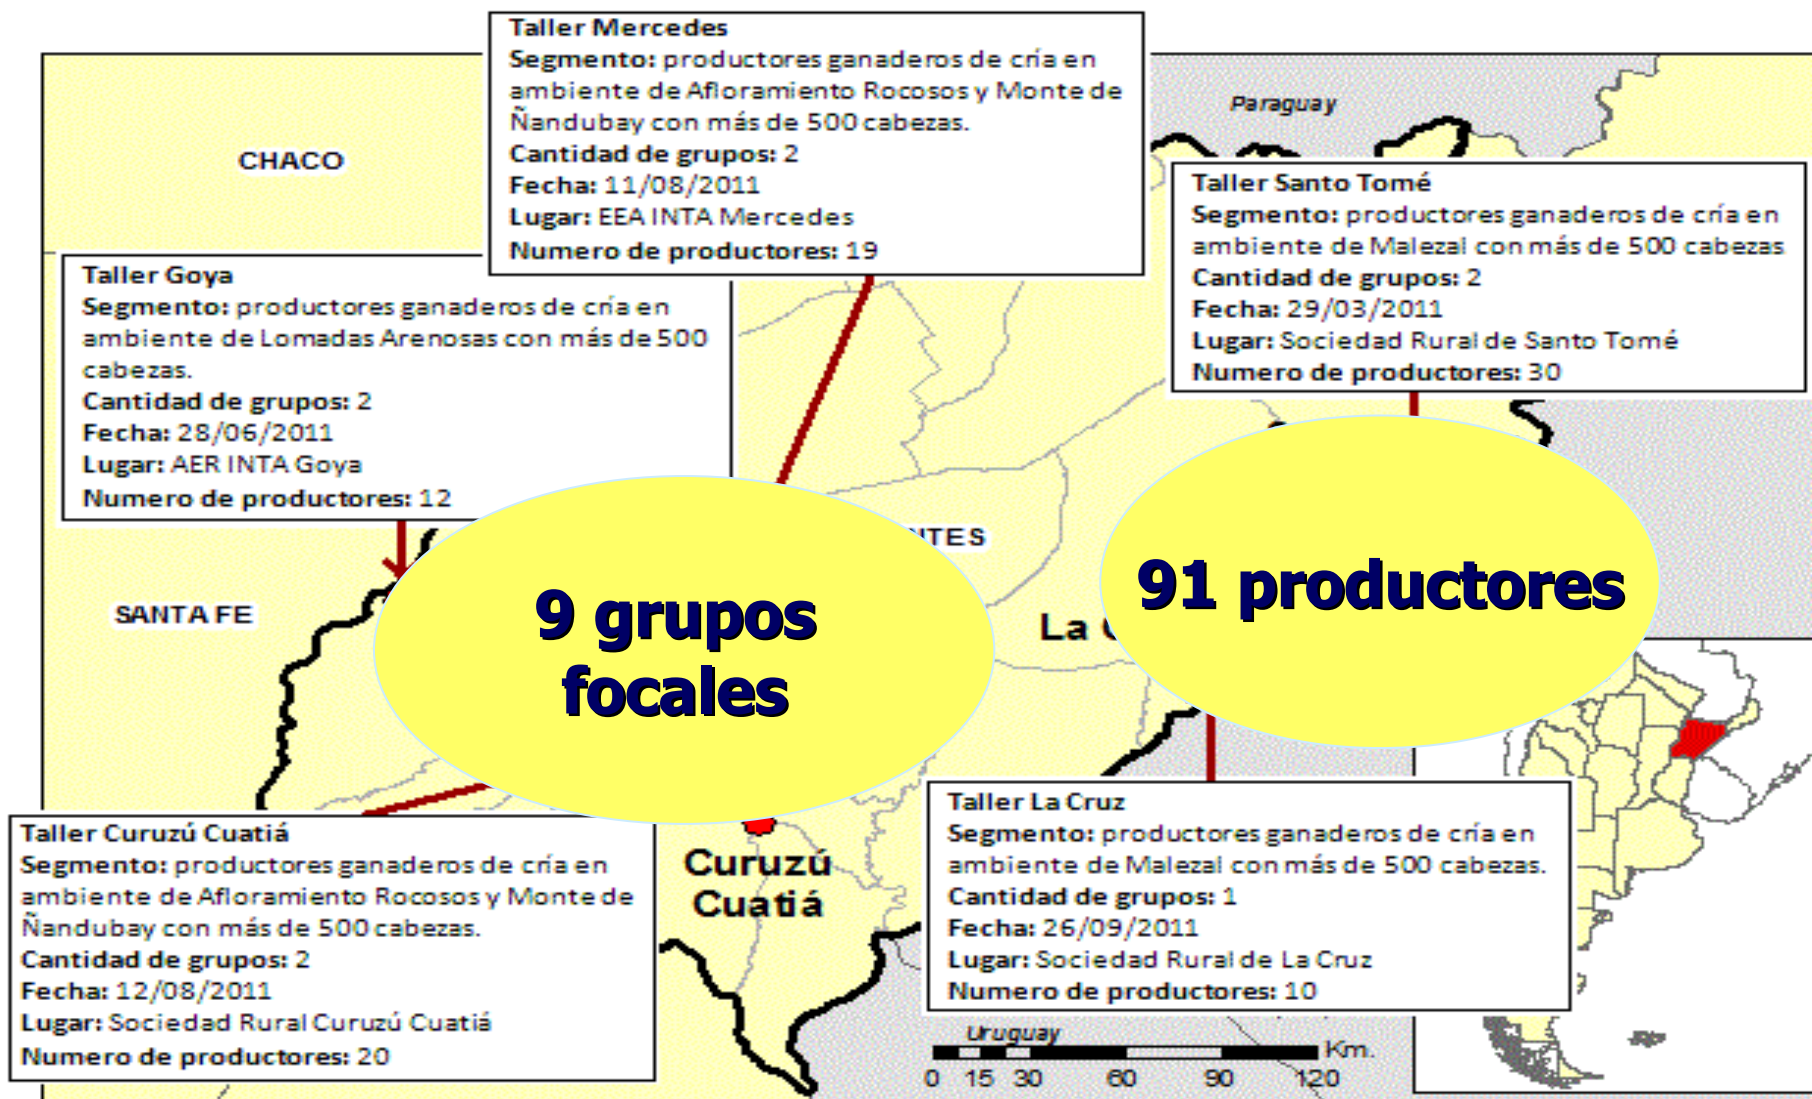 Taller Mercedes
Segmento: productores ganaderos de cría en
ambiente de Afloramiento Rocosos y Monte de
Ñandubay con más de 500 cabezas.
Cantidad de grupos: 2
Fecha: 11/08/2011
Lugar: EEA INTA Mercedes
Numero de productores: 19
Paraguay
CHACO
Taller Santo Tomé
Segmento: productores ganaderos de cría en
ambiente de Malezal con más de 500 cabezas
Cantidad de grupos: 2
Fecha: 29/03/2011
Lugar: Sociedad Rural de Santo Tomé
Numero de productores: 30
Taller Goya
Segmento: productores ganaderos de cría en
ambiente de Lomadas Arenosas con más de 500
cabezas.
Cantidad de grupos: 2
Fecha: 28/06/2011
Lugar: AER INTA Goya
Numero de productores: 12
NTES
SANTA FE
9 grupos
focales
La
91 productores
Taller Curuzú Cuatiá
Segmento: productores ganaderos de cría en
ambiente de Afloramiento Rocosos y Monte de
Ñandubay con más de 500 cabezas.
Cantidad de grupos: 2
Fecha: 12/08/2011
Lugar: Sociedad Rural Curuzú Cuatiá
Numero de productores: 20
Curuzú
Cuatiá
Taller La Cruz
Segmento: productores ganaderos de cría en
ambiente de Malezal con más de 500 cabezas.
Cantidad de grupos: 1
Fecha: 26/09/2011
Lugar: Sociedad Rural de La Cruz
Numero de productores: 10
Uruguay
Km.
0 15 30 60 90 120